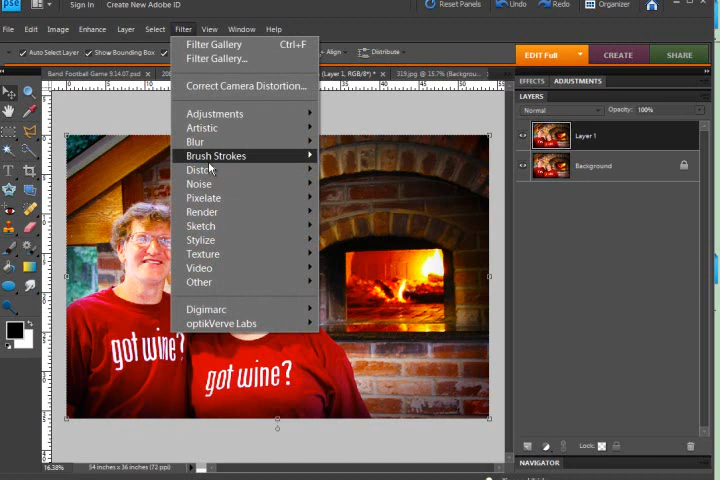 pse Sign In Create New Adobe ID Reset Panels Undo Redo Organizer
File Edit Image Enhance Layer Select Filter View Window Help
Auto Select Layer Show Bounding Box Align Distribute EDIT Full CREATE SHARE
Band Football Game 9.14.07.psd (Layer 1, RGB/8*) * 319.jpg @ 15.7% (Backgrou...
Filter Gallery Ctrl+F
Filter Gallery...
Correct Camera Distortion...
Adjustments
Artistic
Blur
Brush Strokes
Noise
Pixelate
Render
Sketch
Stylize
Texture
Video
Other
Digimarc
optikVerve Labs
EFFECTS ADJUSTMENTS
LAYERS
Normal Opacity: 100%
Layer 1
Background
got wine?
got wine?
Lock:
16.38% 54 inches x 36 inches (72 ppi)
NAVIGATOR